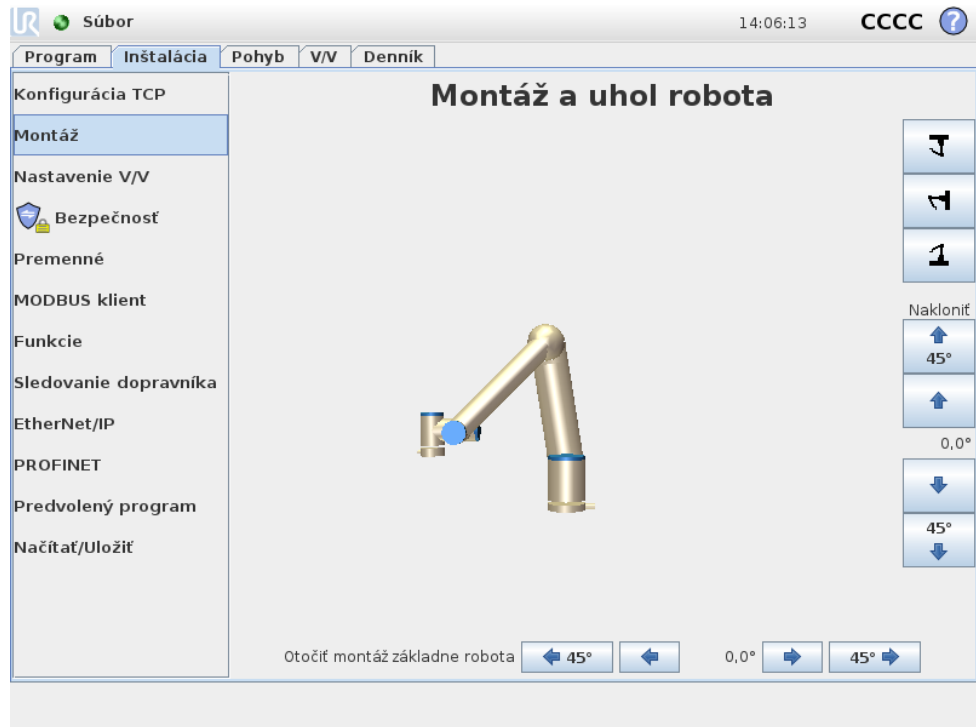 UR Súbor 14:06:13 CCCC ?
Program Inštalácia Pohyb V/V Denník
Konfigurácia TCP
Montáž
Nastavenie V/V
Bezpečnosť
Premenné
MODBUS klient
Funkcie
Sledovanie dopravníka
EtherNet/IP
PROFINET
Predvolený program
Načítať/Uložiť
Montáž a uhol robota
Nakloniť
45°
0,0°
45°
Otočiť montáž základne robota 45° 0,0° 45°